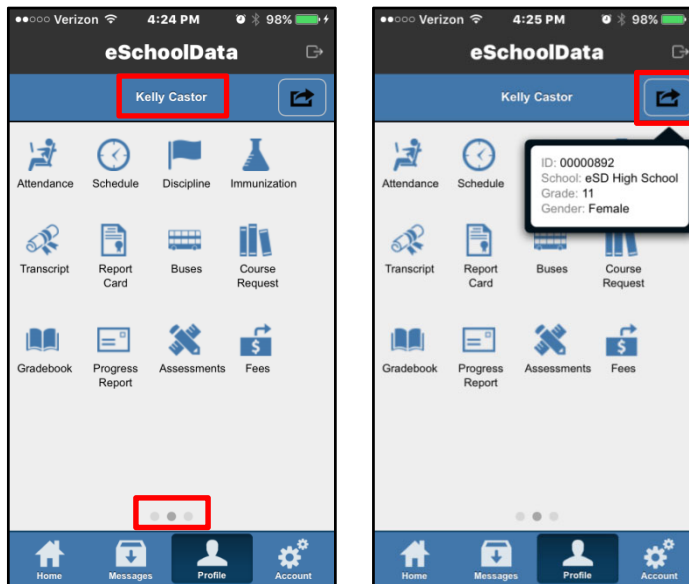 Verizon 4:24 PM 98%
eSchoolData
Kelly Castor
Attendance Schedule Discipline Immunization
Transcript Report Card Buses Course Request
Gradebook Progress Report Assessments Fees
Home Messages Profile Account
Verizon 4:25 PM 98%
eSchoolData
Kelly Castor
ID: 00000892
School: eSD High School
Grade: 11
Gender: Female
Attendance Schedule
Transcript Report Card Buses Course Request
Gradebook Progress Report Assessments Fees
Home Messages Profile Account